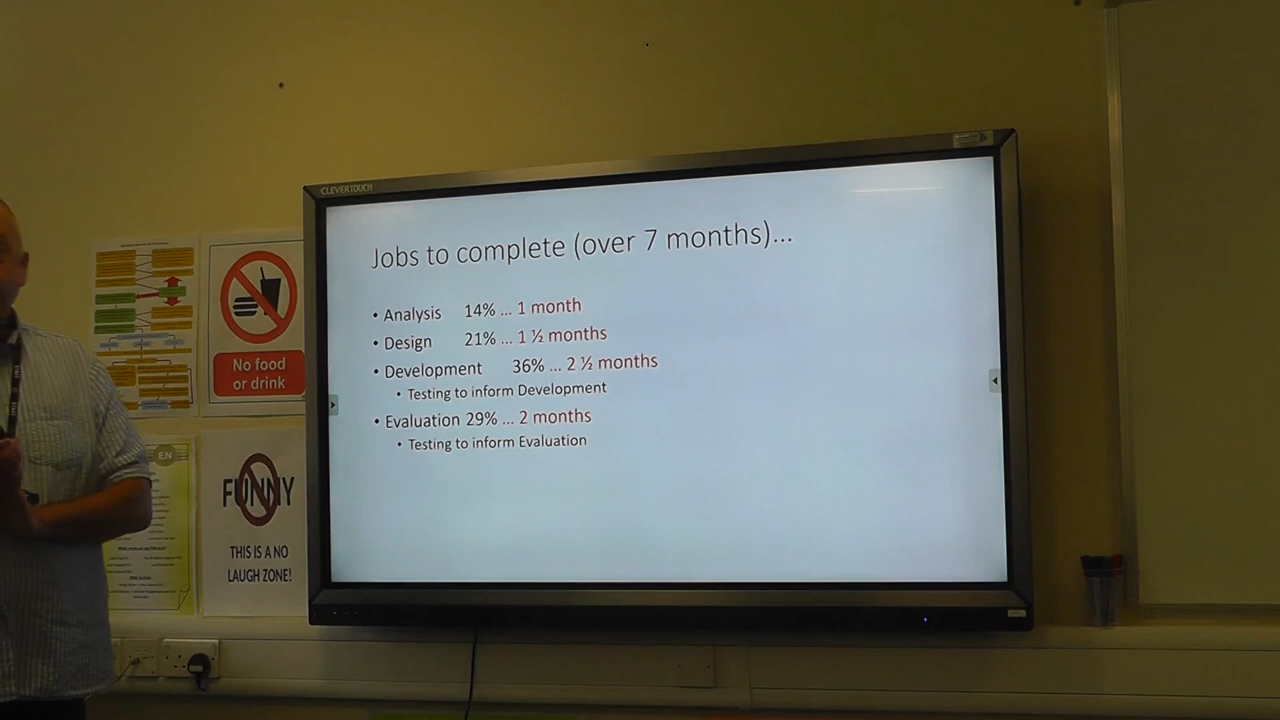 CLEVERTOUCH
Jobs to complete (over 7 months)...
• Analysis 14% ... 1 month
• Design 21% ... 1 ½ months
• Development 36% ... 2 ½ months
• Testing to inform Development
• Evaluation 29% ... 2 months
• Testing to inform Evaluation
No food
or drink
EN
FUNNY
THIS IS A NO
LAUGH ZONE!